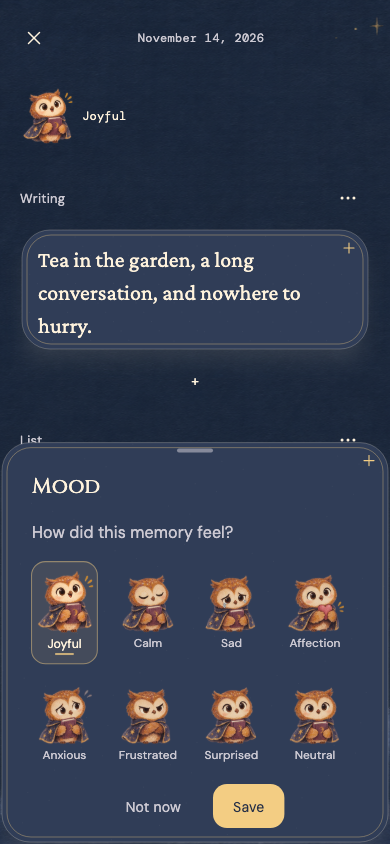 November 14, 2026
Joyful
Writing
Tea in the garden, a long
conversation, and nowhere to
hurry.
+
List
Mood
How did this memory feel?
Joyful
Calm
Sad
Affection
Anxious
Frustrated
Surprised
Neutral
Not now
Save